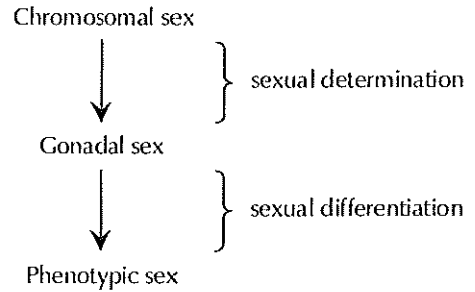 Chromosomal sex
sexual determination
Gonadal sex
sexual differentiation
Phenotypic sex